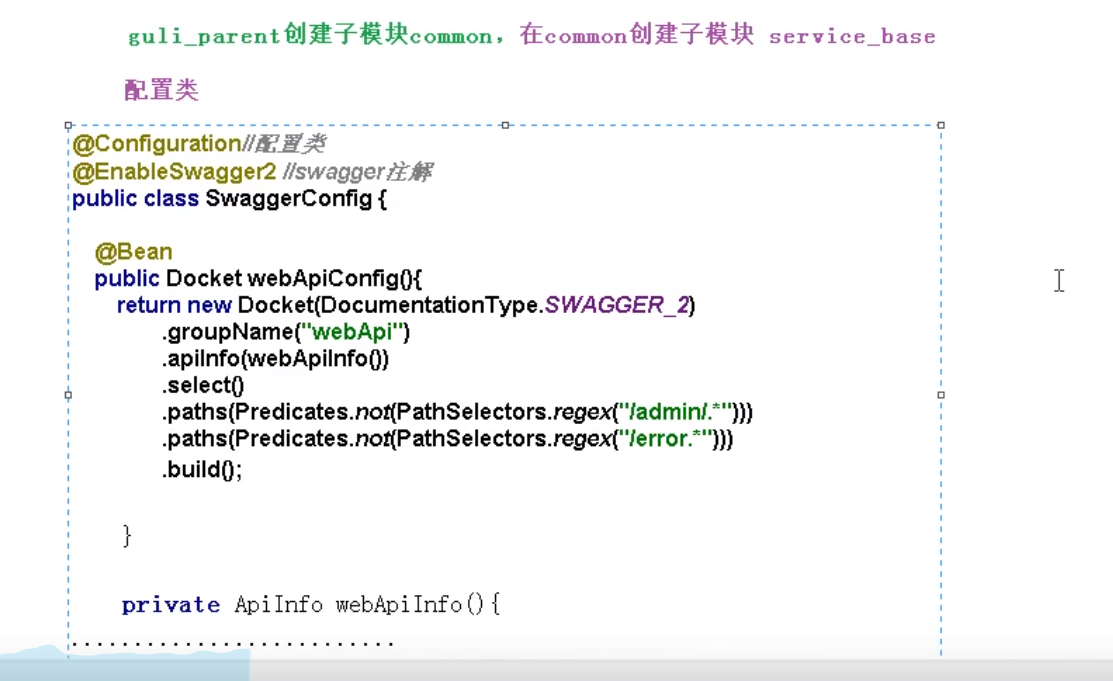 guli_parent创建子模块common，在common创建子模块 service_base
配置类
@Configuration//配置类
@EnableSwagger2 //swagger注解
public class SwaggerConfig {
@Bean
public Docket webApiConfig(){
return new Docket(DocumentationType.SWAGGER_2)
.groupName("webApi")
.apiInfo(webApiInfo())
.select()
.paths(Predicates.not(PathSelectors.regex("/admin/.*")))
.paths(Predicates.not(PathSelectors.regex("/error.*")))
.build();
}
private ApiInfo webApiInfo(){
..........................